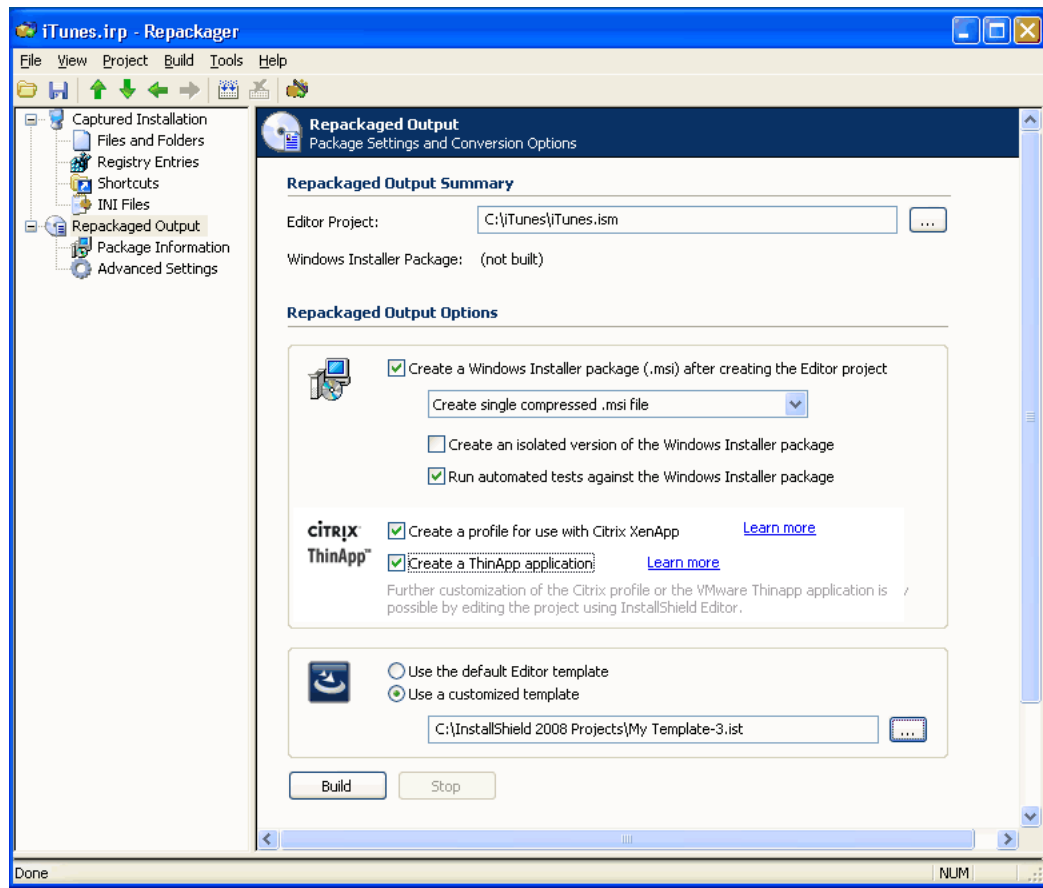 iTunes.irp - Repackager
File View Project Build Tools Help
Captured Installation
Files and Folders
Registry Entries
Shortcuts
INI Files
Repackaged Output
Package Information
Advanced Settings
Repackaged Output
Package Settings and Conversion Options
Repackaged Output Summary
Editor Project: C:\iTunes\iTunes.ism ...
Windows Installer Package: (not built)
Repackaged Output Options
Create a Windows Installer package (.msi) after creating the Editor project
Create single compressed .msi file
Create an isolated version of the Windows Installer package
Run automated tests against the Windows Installer package
CITRIX Create a profile for use with Citrix XenApp Learn more
ThinApp™ Create a ThinApp application Learn more
Further customization of the Citrix profile or the VMware Thinapp application is
possible by editing the project using InstallShield Editor.
Use the default Editor template
Use a customized template
C:\InstallShield 2008 Projects\My Template-3.ist ...
Build Stop
Done NUM